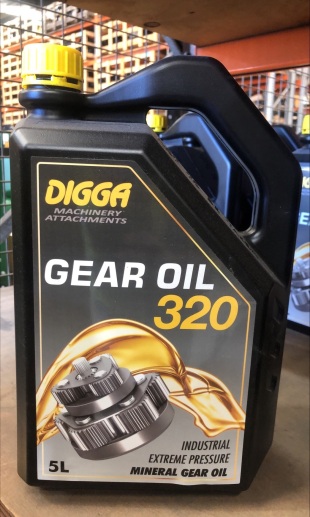 DIGGA
MACHINERY
ATTACHMENTS
GEAR OIL
320
INDUSTRIAL
EXTREME PRESSURE
MINERAL GEAR OIL
5L